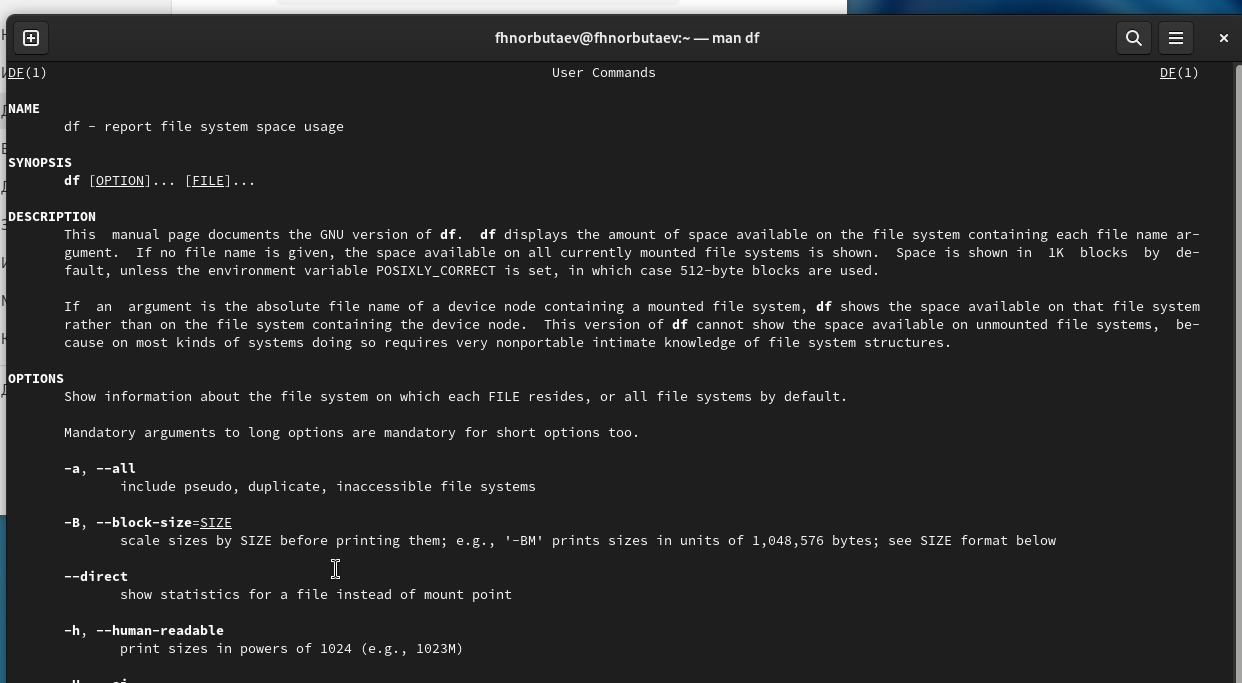 fhnorbutaev@fhnorbutaev:~ — man df
DF(1) User Commands DF(1)
NAME
df - report file system space usage
SYNOPSIS
df [OPTION]... [FILE]...
DESCRIPTION
This manual page documents the GNU version of df. df displays the amount of space available on the file system containing each file name ar-
gument. If no file name is given, the space available on all currently mounted file systems is shown. Space is shown in 1K blocks by de-
fault, unless the environment variable POSIXLY_CORRECT is set, in which case 512-byte blocks are used.
If an argument is the absolute file name of a device node containing a mounted file system, df shows the space available on that file system
rather than on the file system containing the device node. This version of df cannot show the space available on unmounted file systems, be-
cause on most kinds of systems doing so requires very nonportable intimate knowledge of file system structures.
OPTIONS
Show information about the file system on which each FILE resides, or all file systems by default.
Mandatory arguments to long options are mandatory for short options too.
-a, --all
include pseudo, duplicate, inaccessible file systems
-B, --block-size=SIZE
scale sizes by SIZE before printing them; e.g., '-BM' prints sizes in units of 1,048,576 bytes; see SIZE format below
--direct
show statistics for a file instead of mount point
-h, --human-readable
print sizes in powers of 1024 (e.g., 1023M)